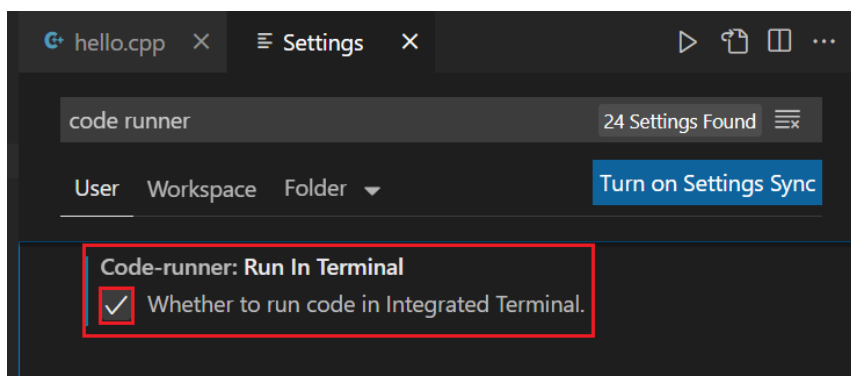 hello.cpp
Settings
code runner
24 Settings Found
User Workspace Folder
Turn on Settings Sync
Code-runner: Run In Terminal
Whether to run code in Integrated Terminal.